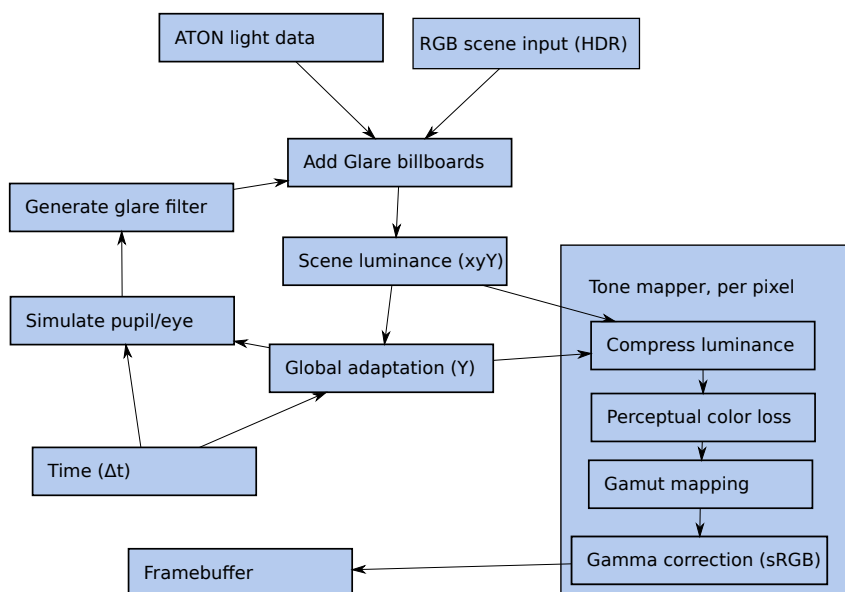 ATON light data
RGB scene input (HDR)
Add Glare billboards
Generate glare filter
Scene luminance (xyY)
Tone mapper, per pixel
Simulate pupil/eye
Compress luminance
Global adaptation (Y)
Perceptual color loss
Time (Δt)
Gamut mapping
Gamma correction (sRGB)
Framebuffer